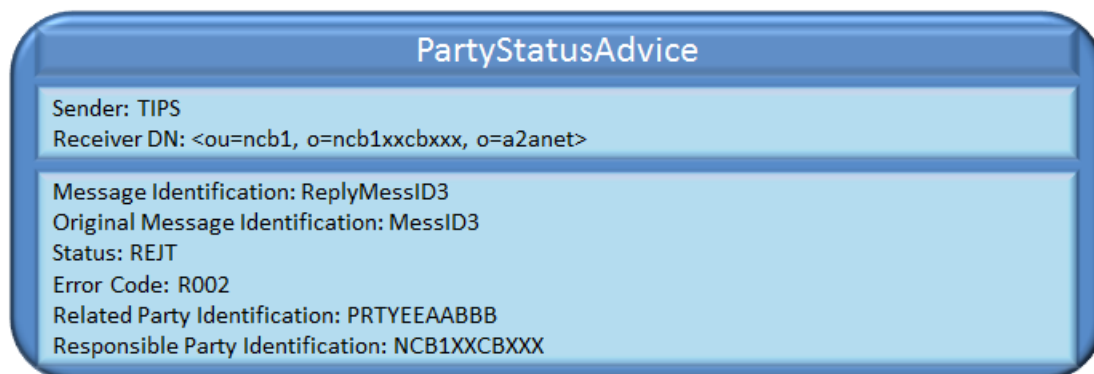 PartyStatusAdvice
Sender: TIPS
Receiver DN: <ou=ncb1, o=ncb1xxcbxxx, o=a2anet>
Message Identification: ReplyMessID3
Original Message Identification: MessID3
Status: REJT
Error Code: R002
Related Party Identification: PRTYEEAABBB
Responsible Party Identification: NCB1XXCBXXX